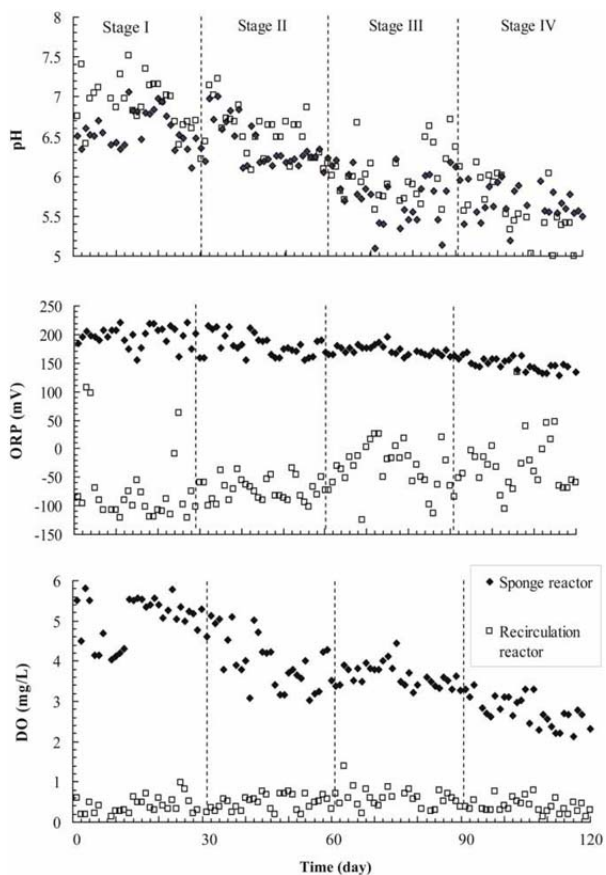 Stage I
Stage II
Stage III
Stage IV
8
7.5
7
6.5
6
5.5
5
pH
250
200
150
100
50
0
-50
-100
-150
ORP (mV)
6
5
4
3
2
1
0
DO (mg/L)
Sponge reactor
Recirculation
reactor
0 30 60 90 120
Time (day)